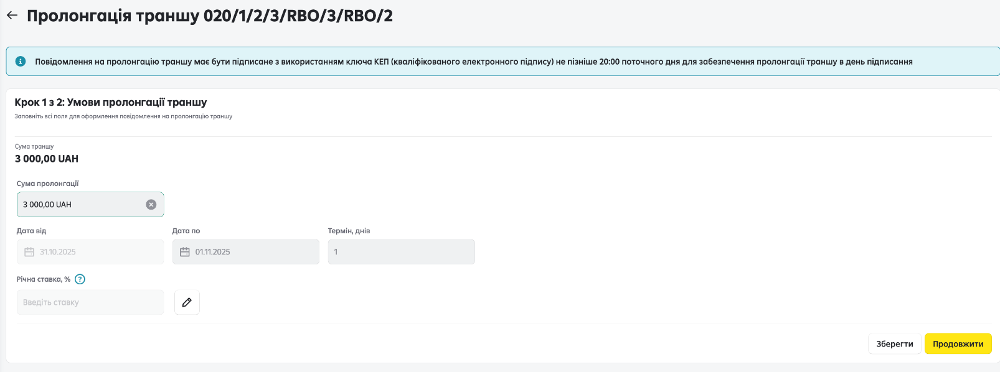 Пролонгація траншу 020/1/2/3/RBO/3/RBO/2
Повідомлення на пролонгацію траншу має бути підписане з використанням ключа КЕП (кваліфікованого електронного підпису) не пізніше 20:00 поточного дня для забезпечення пролонгації траншу в день підписання
Крок 1 з 2: Умови пролонгації траншу
Заповніть всі поля для оформлення повідомлення на пролонгацію траншу
Сума траншу
3 000,00 UAH
Сума пролонгації
3 000,00 UAH
Дата від Дата по Термін, днів
31.10.2025 01.11.2025 1
Річна ставка, % ?
Введіть ставку
Зберегти Продовжити